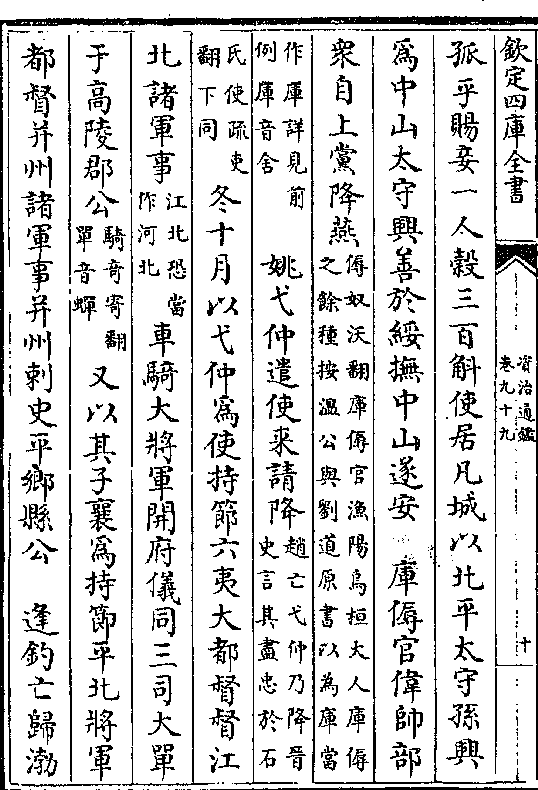 欽定四庫全書
資治通鑑
卷九十九
十
孤乎賜妾一人穀三百斛使居凡城以北平太守孫興
為中山太守興善於綏撫中山遂安　庫傉官偉帥部
衆自上黨降燕傉奴沃翻庫傉官漁陽烏桓大人庫傉
之餘種按溫公與劉道原書以為庫當
作庫詳見前
例庫音舍　姚弋仲遣使來請降趙亡弋仲乃降晉
史言其盡忠於石
氏使疏吏
翻下同　冬十月以弋仲為使持節六夷大都督督江
北諸軍事江北恐當
作河北　車騎大將軍開府儀同三司大單
于高陵郡公騎奇寄翻
單音蟬　又以其子襄為持節平北將軍
都督并州諸軍事并州刺史平鄉縣公　逢釣亡歸渤